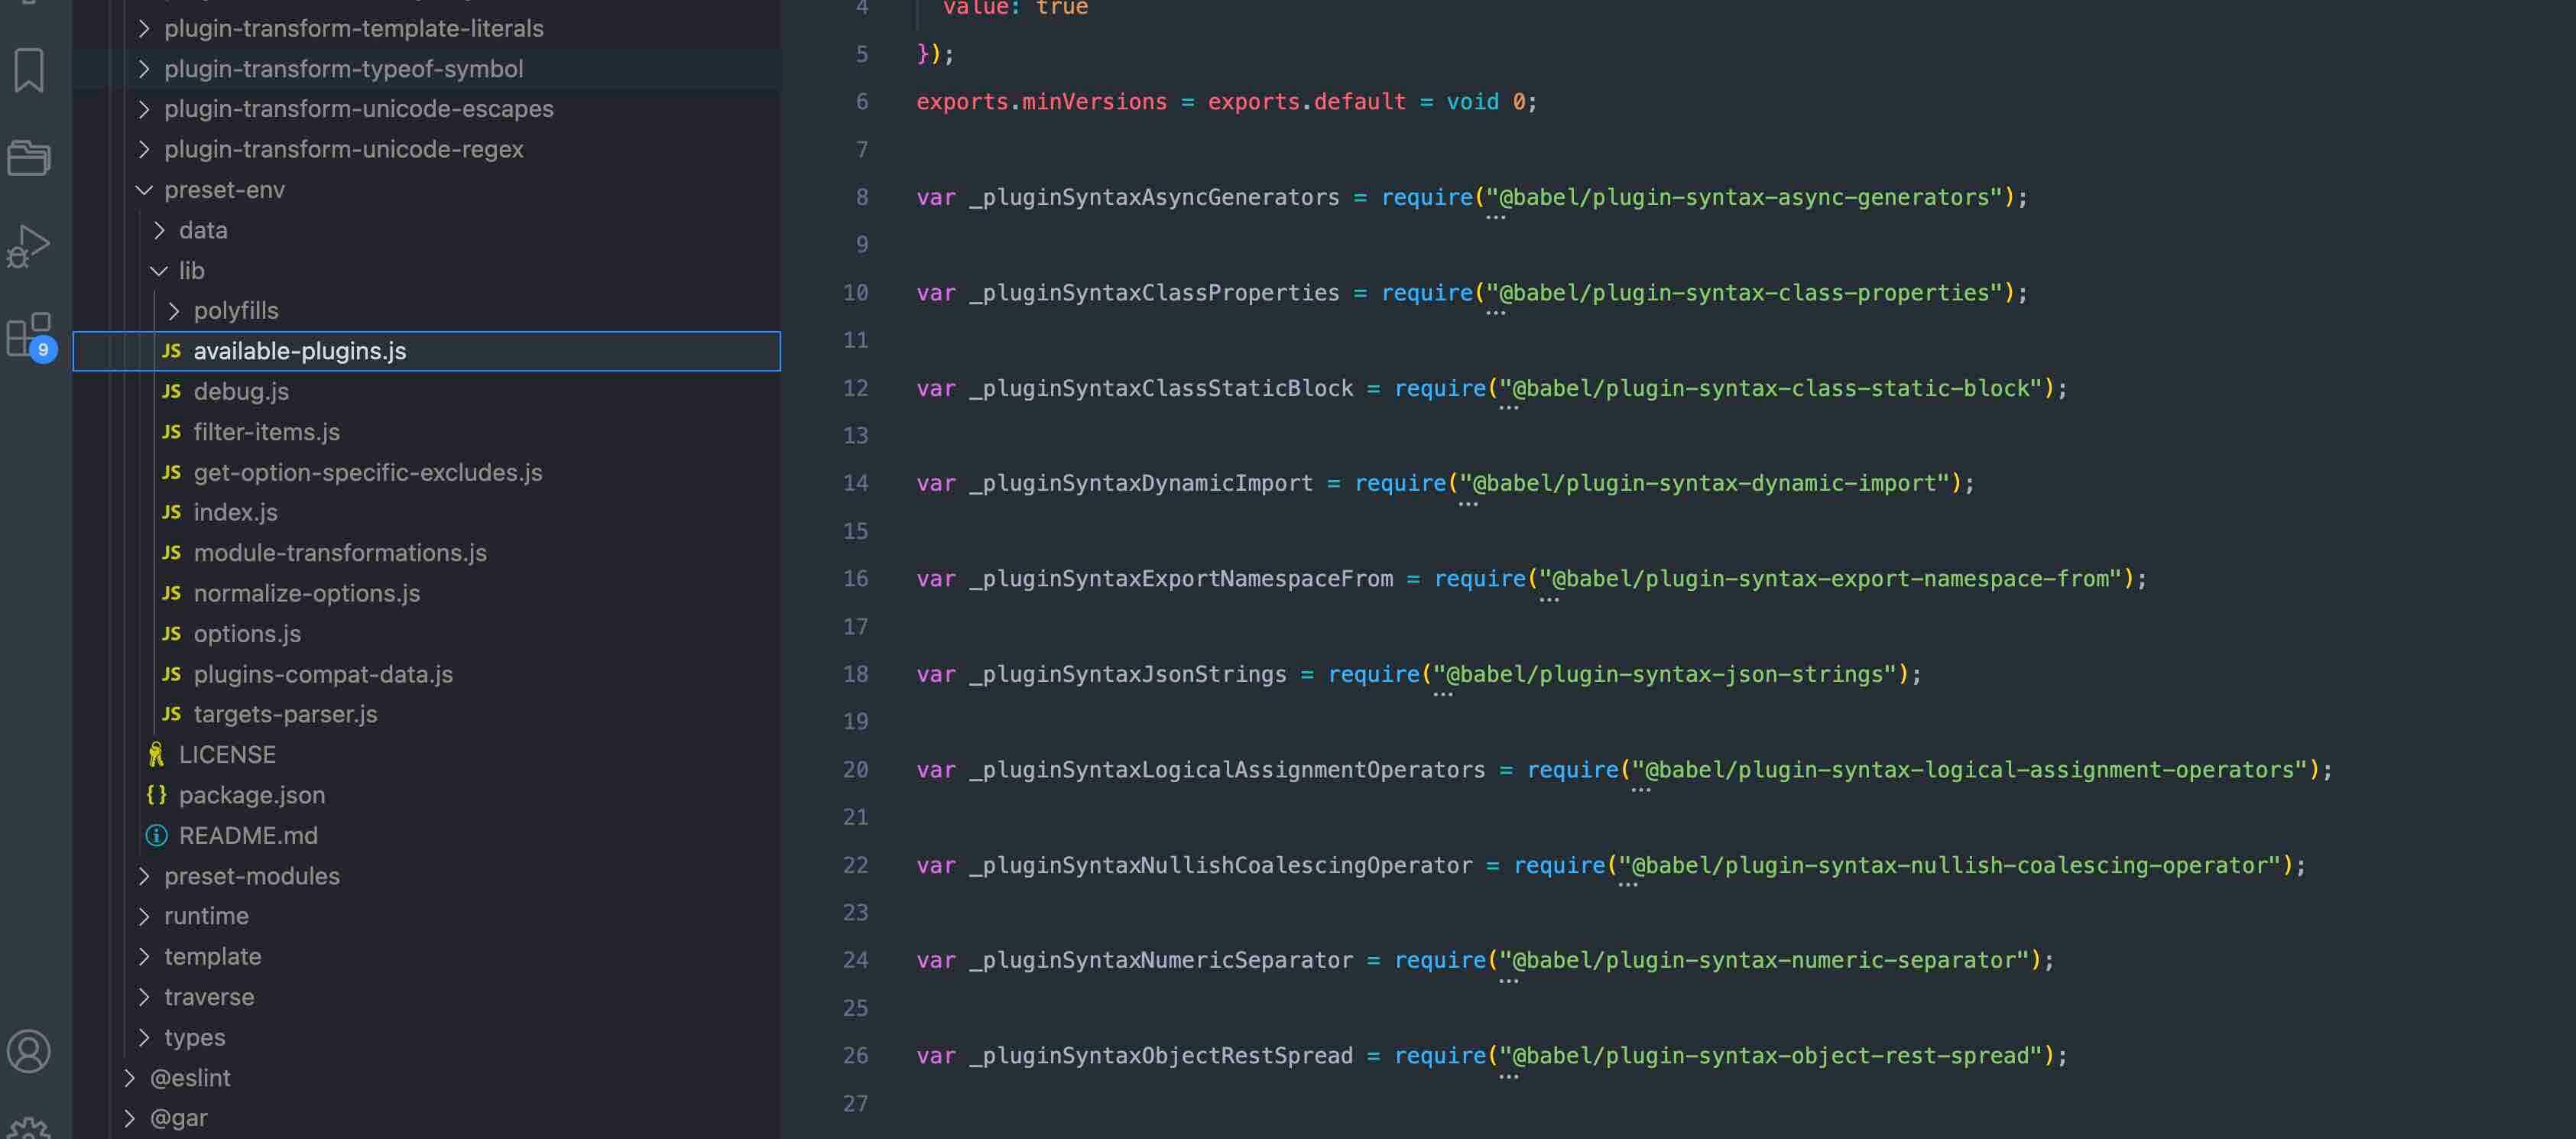 plugin-transform-template-literals
plugin-transform-typeof-symbol
plugin-transform-unicode-escapes
plugin-transform-unicode-regex
preset-env
data
lib
polyfills
JS available-plugins.js
JS debug.js
JS filter-items.js
JS get-option-specific-excludes.js
JS index.js
JS module-transformations.js
JS normalize-options.js
JS options.js
JS plugins-compat-data.js
JS targets-parser.js
LICENSE
{} package.json
README.md
preset-modules
runtime
template
traverse
types
@eslint
@gar
9
4 value: true
5 });
6 exports.minVersions = exports.default = void 0;
7
8 var _pluginSyntaxAsyncGenerators = require("@babel/plugin-syntax-async-generators");
9
10 var _pluginSyntaxClassProperties = require("@babel/plugin-syntax-class-properties");
11
12 var _pluginSyntaxClassStaticBlock = require("@babel/plugin-syntax-class-static-block");
13
14 var _pluginSyntaxDynamicImport = require("@babel/plugin-syntax-dynamic-import");
15
16 var _pluginSyntaxExportNamespaceFrom = require("@babel/plugin-syntax-export-namespace-from");
17
18 var _pluginSyntaxJsonStrings = require("@babel/plugin-syntax-json-strings");
19
20 var _pluginSyntaxLogicalAssignmentOperators = require("@babel/plugin-syntax-logical-assignment-operators");
21
22 var _pluginSyntaxNullishCoalescingOperator = require("@babel/plugin-syntax-nullish-coalescing-operator");
23
24 var _pluginSyntaxNumericSeparator = require("@babel/plugin-syntax-numeric-separator");
25
26 var _pluginSyntaxObjectRestSpread = require("@babel/plugin-syntax-object-rest-spread");
27